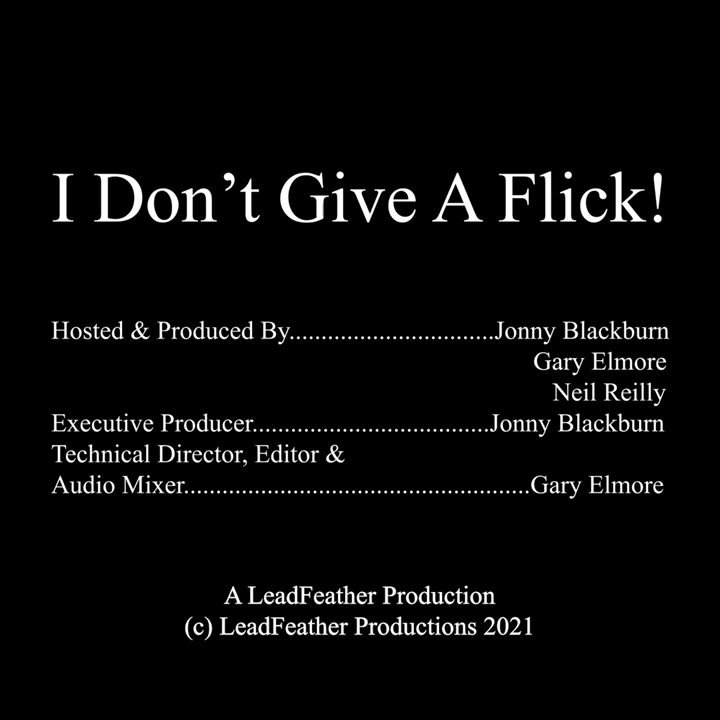 I Don’t Give A Flick!
Hosted & Produced By................................Jonny Blackburn
Gary Elmore
Neil Reilly
Executive Producer.....................................Jonny Blackburn
Technical Director, Editor &
Audio Mixer......................................................Gary Elmore
A LeadFeather Production
(c) LeadFeather Productions 2021